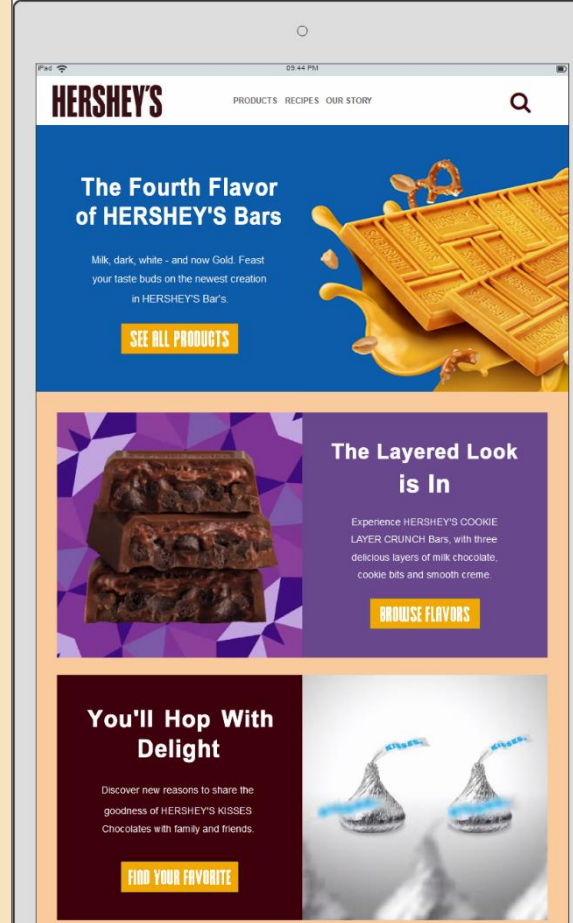 iPad 09:44 PM
HERSHEY'S PRODUCTS RECIPES OUR STORY
The Fourth Flavor
of HERSHEY'S Bars
Milk, dark, white - and now Gold. Feast
your taste buds on the newest creation
in HERSHEY'S Bar's.
SEE ALL PRODUCTS
The Layered Look
is In
Experience HERSHEY'S COOKIE
LAYER CRUNCH Bars, with three
delicious layers of milk chocolate,
cookie bits and smooth creme.
BROWSE FLAVORS
You'll Hop With
Delight
Discover new reasons to share the
goodness of HERSHEY'S KISSES
Chocolates with family and friends.
FIND YOUR FAVORITE
KISSES.
KISSES.